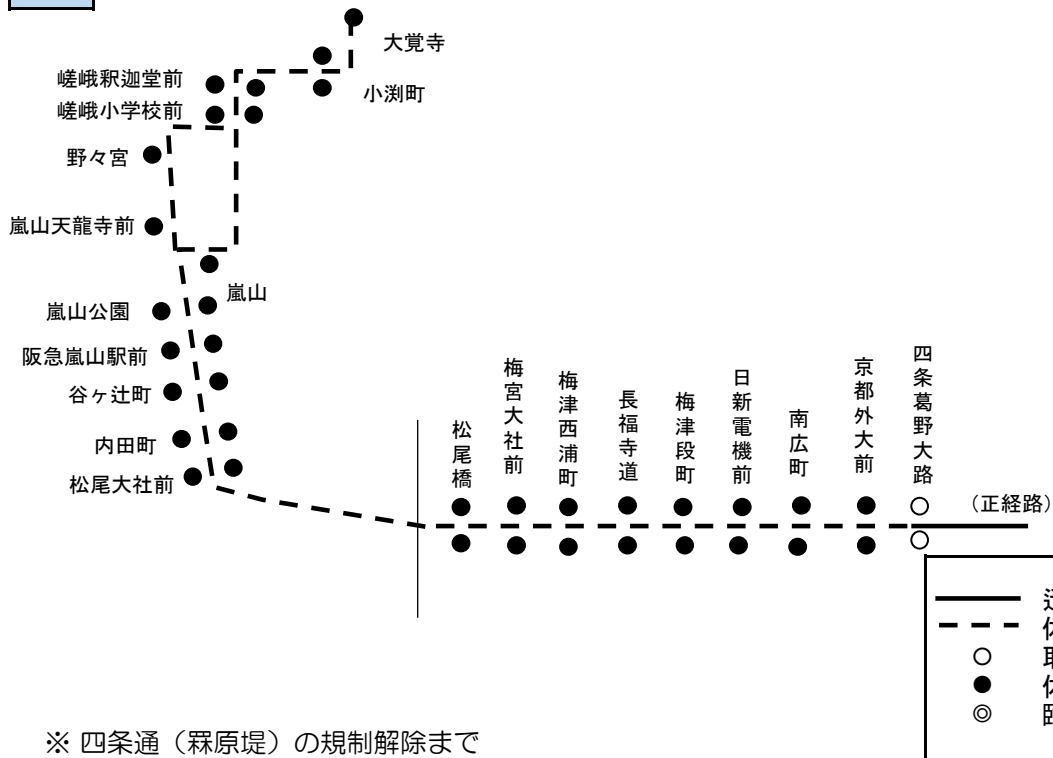 大覚寺
嵯峨釈迦堂前
小渕町
嵯峨小学校前
野々宮
嵐山天龍寺前
嵐山
嵐山公園
阪急嵐山駅前
谷ヶ辻町
内田町
松尾大社前
松尾橋
梅宮大社前
梅津西浦町
長福寺道
梅津段町
日新電機前
南広町
京都外大前
四条葛野大路
（正経路）
休
取
休
臨
※ 四条通（罧原堤）の規制解除まで